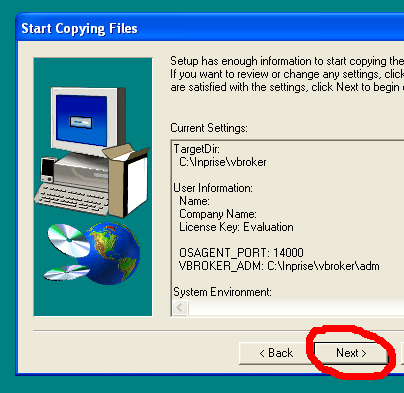 Start Copying Files
Setup has enough information to start copying the
If you want to review or change any settings, click
are satisfied with the settings, click Next to begin
Current Settings:
TargetDir:
C:\Inprise\vbroker
User Information:
Name:
Company Name:
License Key: Evaluation
OSAGENT_PORT: 14000
VBROKER_ADM: C:\Inprise\vbroker\adm
System Environment:
< Back
Next >